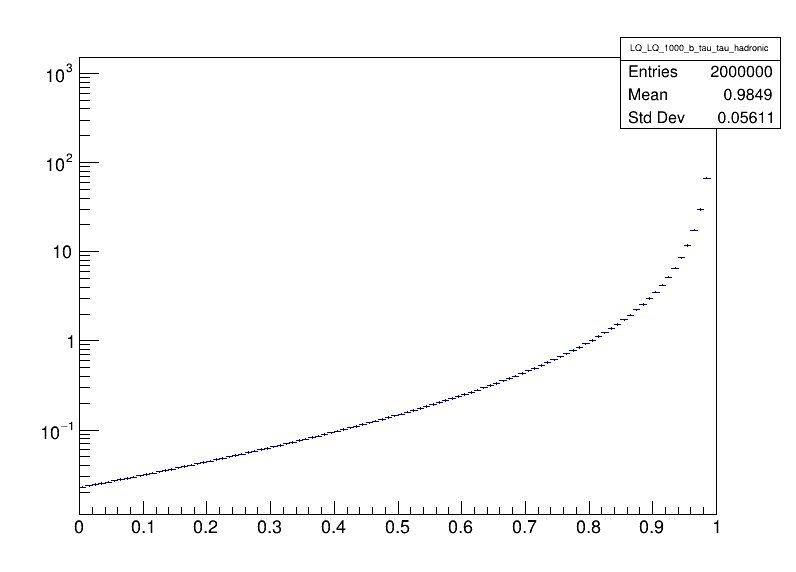 LQ_LQ_1000_b_tau_tau_hadronic
Entries 2000000
Mean 0.9849
Std Dev 0.05611
10³
10²
10
1
10⁻¹
0 0.1 0.2 0.3 0.4 0.5 0.6 0.7 0.8 0.9 1